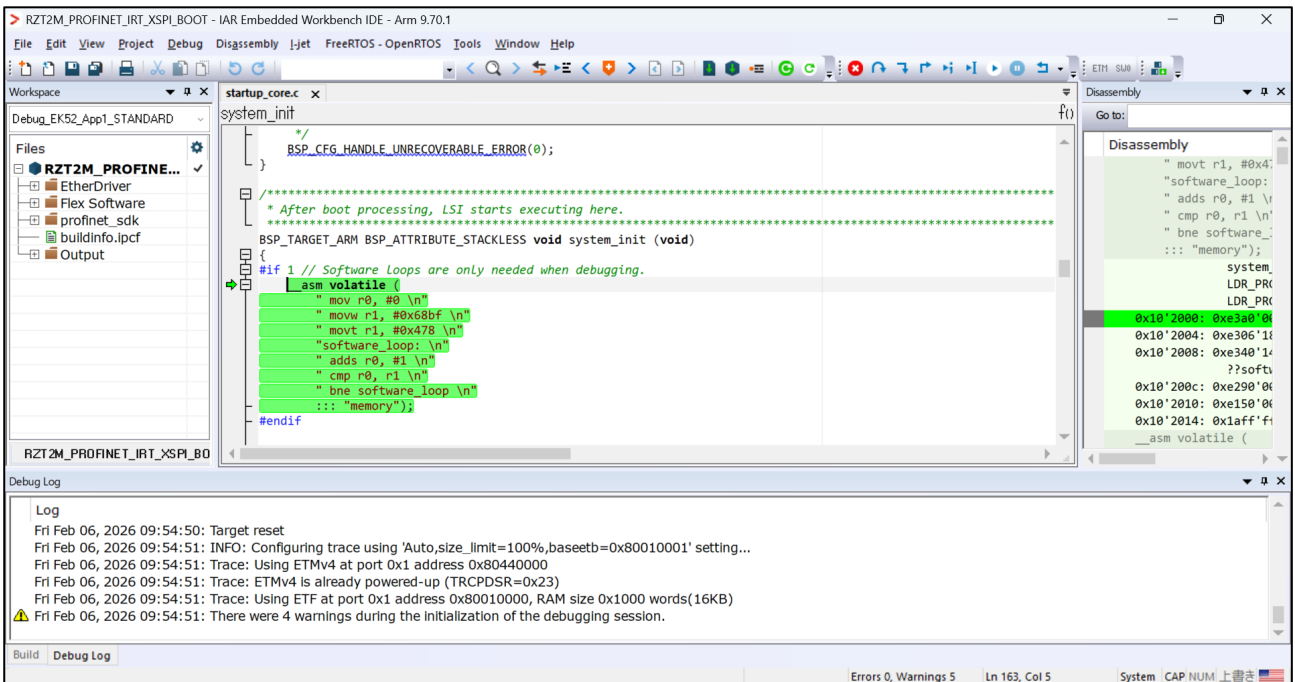 RZT2M_PROFINET_IRT_XSPI_BOOT - IAR Embedded Workbench IDE - Arm 9.70.1
File Edit View Project Debug Disassembly I-jet FreeRTOS - OpenRTOS Tools Window Help
ETM SWO
Workspace
Debug_EK52_App1_STANDARD
Files
RZT2M_PROFINE...
EtherDriver
Flex Software
profinet_sdk
buildinfo.ipcf
Output
RZT2M_PROFINET_IRT_XSPI_BO
startup_core.c
system_init
f()
*/
BSP_CFG_HANDLE_UNRECOVERABLE_ERROR(0);
}
* After boot processing, LSI starts executing here.
BSP_TARGET_ARM BSP_ATTRIBUTE_STACKLESS void system_init (void)
{
#if 1 // Software loops are only needed when debugging.
__asm volatile (
" mov r0, #0 \n"
" movw r1, #0x68bf \n"
" movt r1, #0x478 \n"
"software_loop: \n"
" adds r0, #1 \n"
" cmp r0, r1 \n"
" bne software_loop \n"
::: "memory");
#endif
Disassembly
Go to:
Disassembly
" movt r1, #0x47
"software_loop:
" adds r0, #1 \n
" cmp r0, r1 \n"
" bne software_
::: "memory");
system_
LDR_PRO
LDR_PRO
0x10'2000: 0xe3a0'00
0x10'2004: 0xe306'18
0x10'2008: 0xe340'14
??softw
0x10'200c: 0xe290'00
0x10'2010: 0xe150'00
0x10'2014: 0x1aff'ff
__asm volatile (
Debug Log
Log
Fri Feb 06, 2026 09:54:50: Target reset
Fri Feb 06, 2026 09:54:51: INFO: Configuring trace using 'Auto,size_limit=100%,baseetb=0x80010001' setting...
Fri Feb 06, 2026 09:54:51: Trace: Using ETMv4 at port 0x1 address 0x80440000
Fri Feb 06, 2026 09:54:51: Trace: ETMv4 is already powered-up (TRCPDSR=0x23)
Fri Feb 06, 2026 09:54:51: Trace: Using ETF at port 0x1 address 0x80010000, RAM size 0x1000 words(16KB)
Fri Feb 06, 2026 09:54:51: There were 4 warnings during the initialization of the debugging session.
Build Debug Log
Errors 0, Warnings 5 Ln 163, Col 5 System CAP NUM 上書き